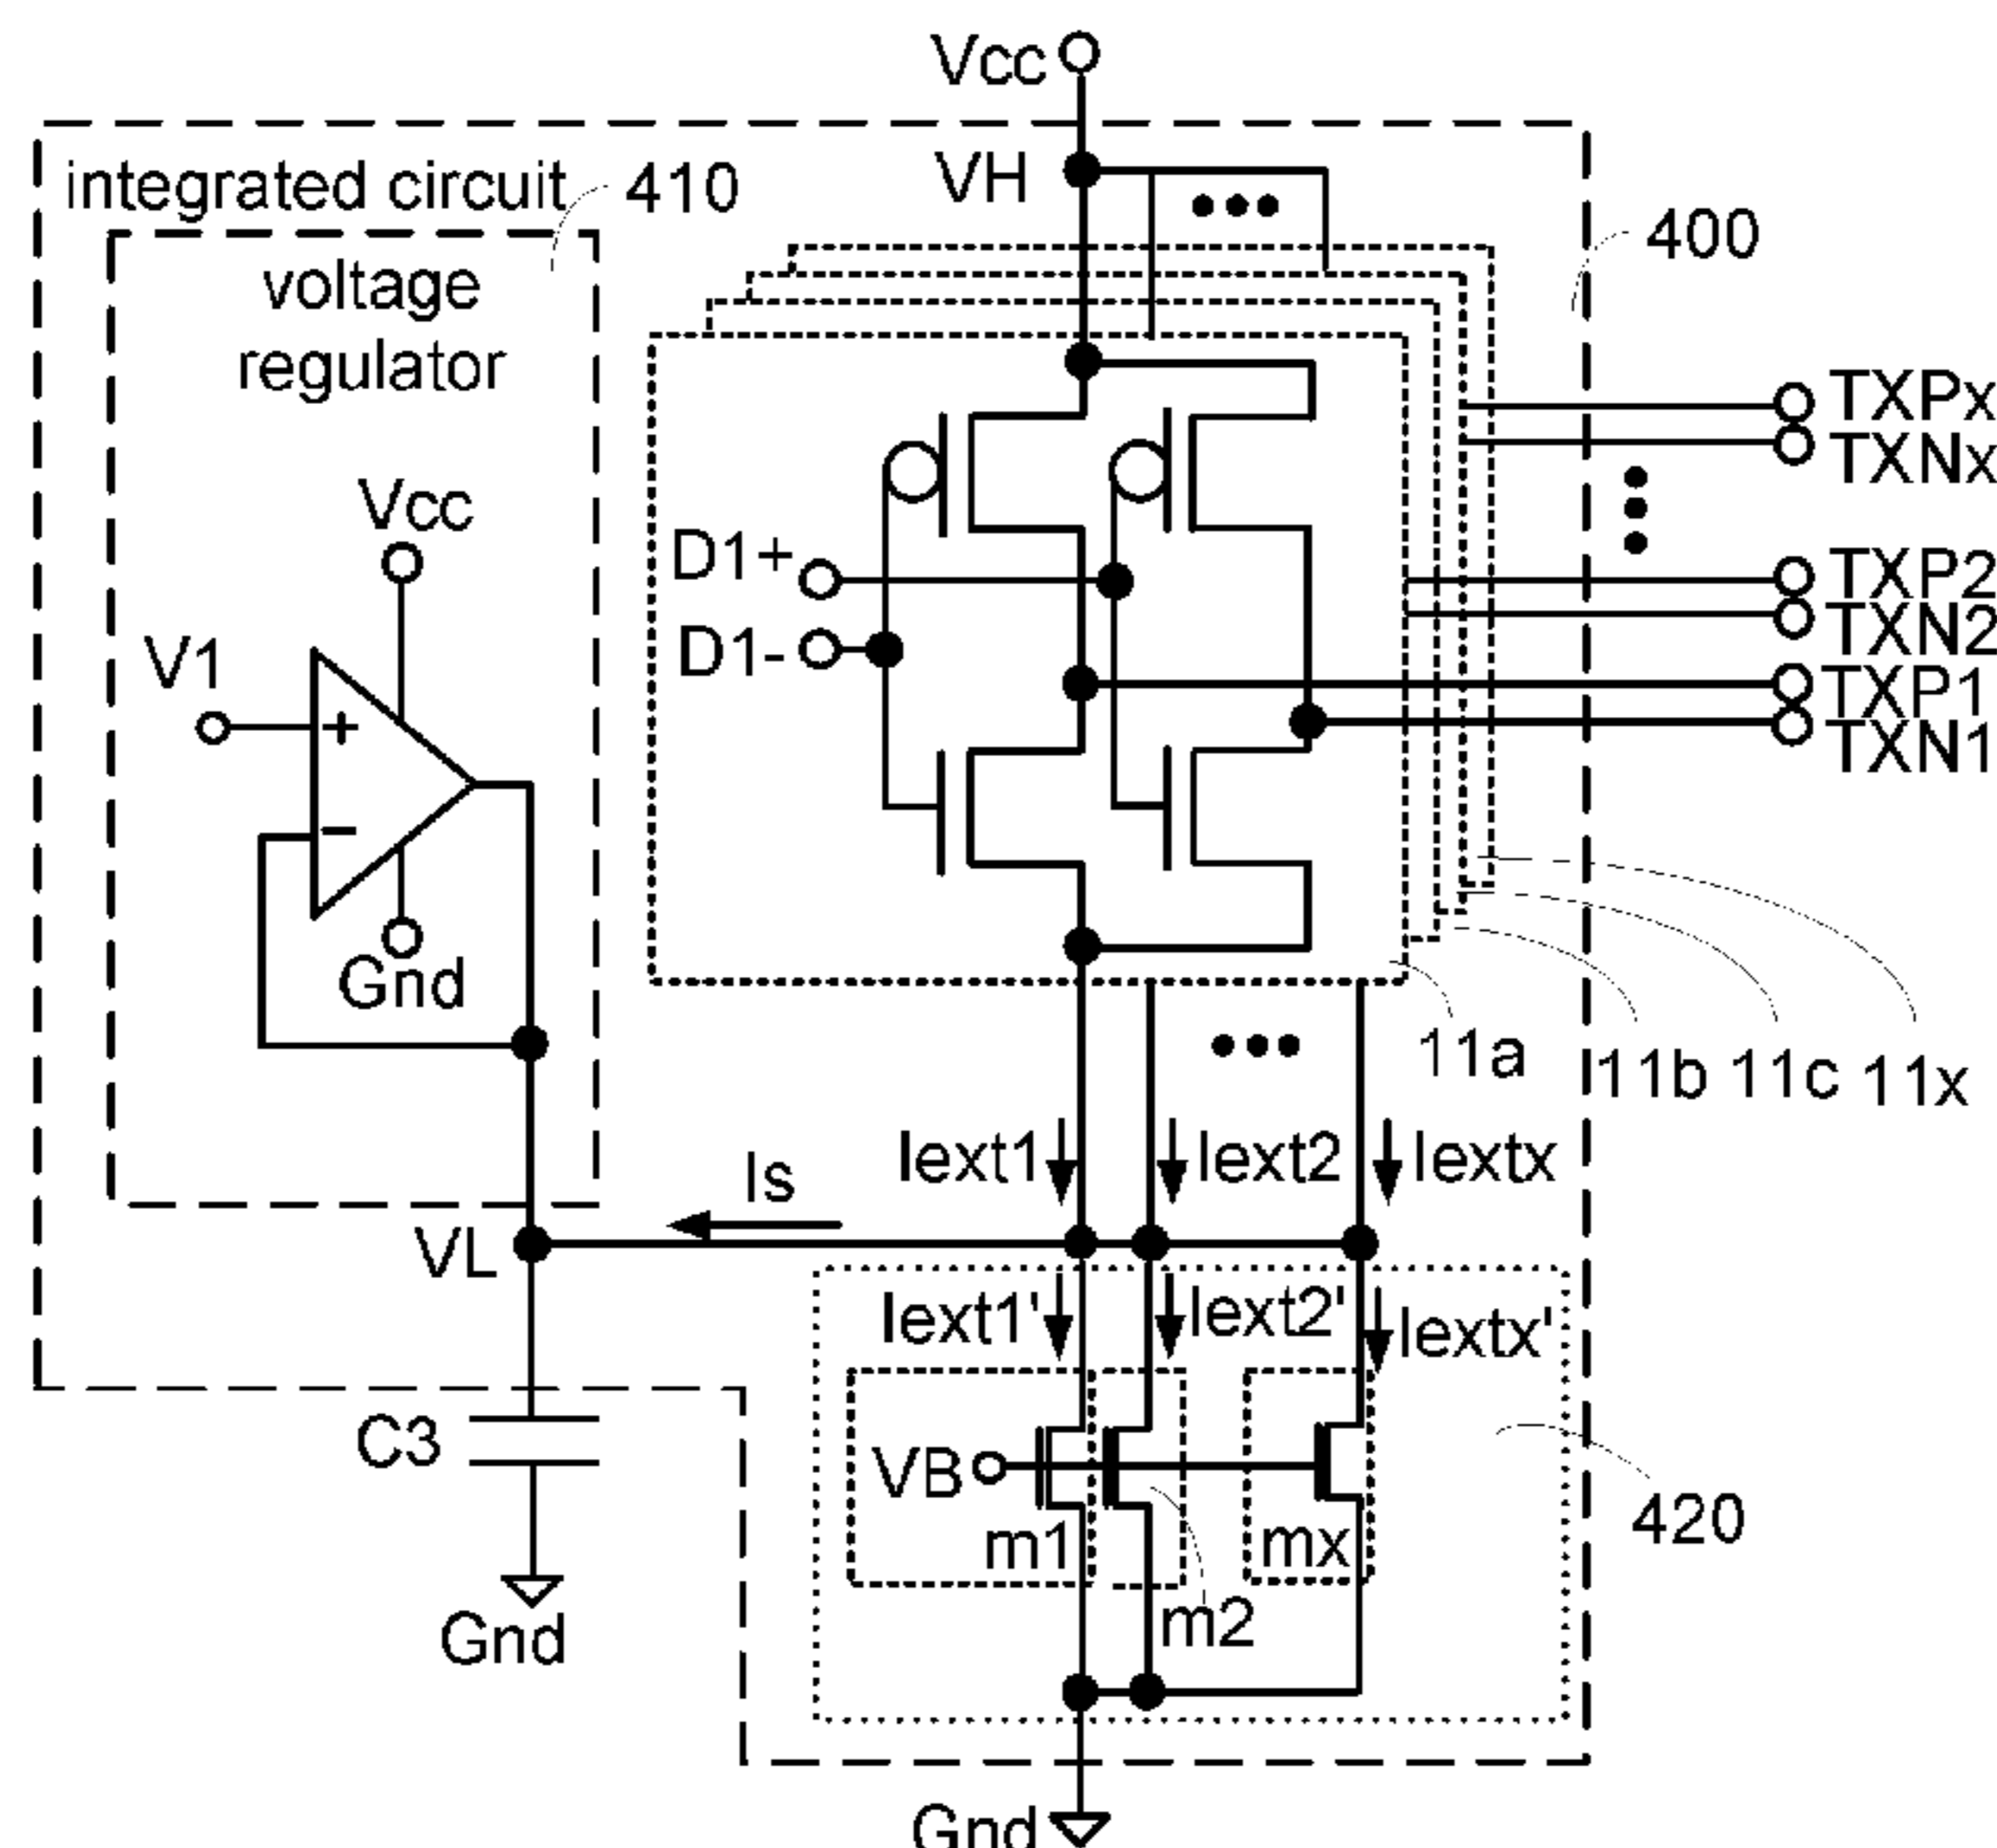 Vcc
integrated circuit
410
VH
400
voltage
regulator
TXPx
TXNx
Vcc
D1+
TXP2
TXN2
V1
D1-
TXP1
TXN1
+
−
Gnd
11a
11b
11c
11x
Iext1
Iext2
Iextx
Is
VL
Iext1'
Iext2'
Iextx'
C3
VB
m1
mx
420
m2
Gnd
Gnd